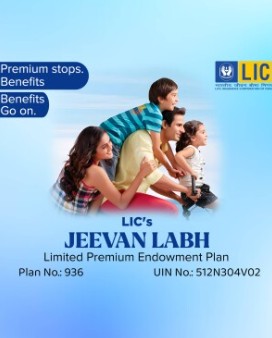 Premium stops.
Benefits
Benefits
Go on.
LIC
LIC's
JEEVAN LABH
Limited Premium Endowment Plan
Plan No.: 936
UIN No.: 512N304V02